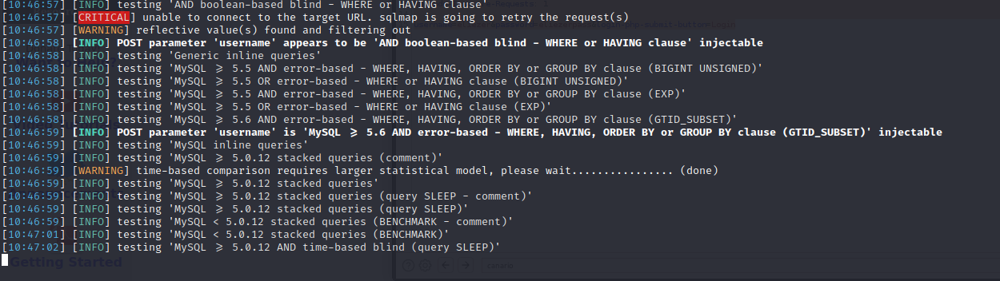 [10:46:57] [INFO] testing 'AND boolean-based blind - WHERE or HAVING clause'
[10:46:57] [CRITICAL] unable to connect to the target URL. sqlmap is going to retry the request(s)
[10:46:57] [WARNING] reflective value(s) found and filtering out
[10:46:58] [INFO] POST parameter 'username' appears to be 'AND boolean-based blind - WHERE or HAVING clause' injectable
[10:46:58] [INFO] testing 'Generic inline queries'
[10:46:58] [INFO] testing 'MySQL ≥ 5.5 AND error-based - WHERE, HAVING, ORDER BY or GROUP BY clause (BIGINT UNSIGNED)'
[10:46:58] [INFO] testing 'MySQL ≥ 5.5 OR error-based - WHERE or HAVING clause (BIGINT UNSIGNED)'
[10:46:58] [INFO] testing 'MySQL ≥ 5.5 AND error-based - WHERE, HAVING, ORDER BY or GROUP BY clause (EXP)'
[10:46:58] [INFO] testing 'MySQL ≥ 5.5 OR error-based - WHERE or HAVING clause (EXP)'
[10:46:58] [INFO] testing 'MySQL ≥ 5.6 AND error-based - WHERE, HAVING, ORDER BY or GROUP BY clause (GTID_SUBSET)'
[10:46:59] [INFO] POST parameter 'username' is 'MySQL ≥ 5.6 AND error-based - WHERE, HAVING, ORDER BY or GROUP BY clause (GTID_SUBSET)' injectable
[10:46:59] [INFO] testing 'MySQL inline queries'
[10:46:59] [INFO] testing 'MySQL ≥ 5.0.12 stacked queries (comment)'
[10:46:59] [WARNING] time-based comparison requires larger statistical model, please wait................ (done)
[10:46:59] [INFO] testing 'MySQL ≥ 5.0.12 stacked queries'
[10:46:59] [INFO] testing 'MySQL ≥ 5.0.12 stacked queries (query SLEEP - comment)'
[10:46:59] [INFO] testing 'MySQL ≥ 5.0.12 stacked queries (query SLEEP)'
[10:46:59] [INFO] testing 'MySQL < 5.0.12 stacked queries (BENCHMARK - comment)'
[10:47:01] [INFO] testing 'MySQL < 5.0.12 stacked queries (BENCHMARK)'
[10:47:02] [INFO] testing 'MySQL ≥ 5.0.12 AND time-based blind (query SLEEP)'
Getting Started